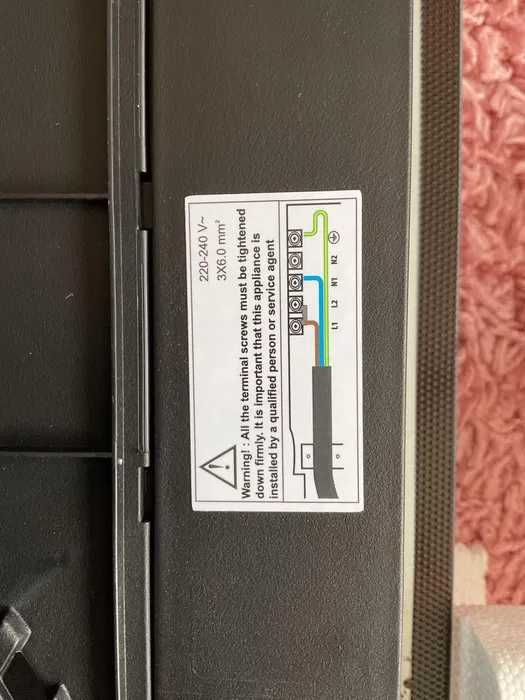 220-240 V~
3X6.0 mm²
Warning! : All the terminal screws must be tightened
down firmly. It is important that this appliance is
installed by a qualified person or service agent
L1 L2 N1 N2